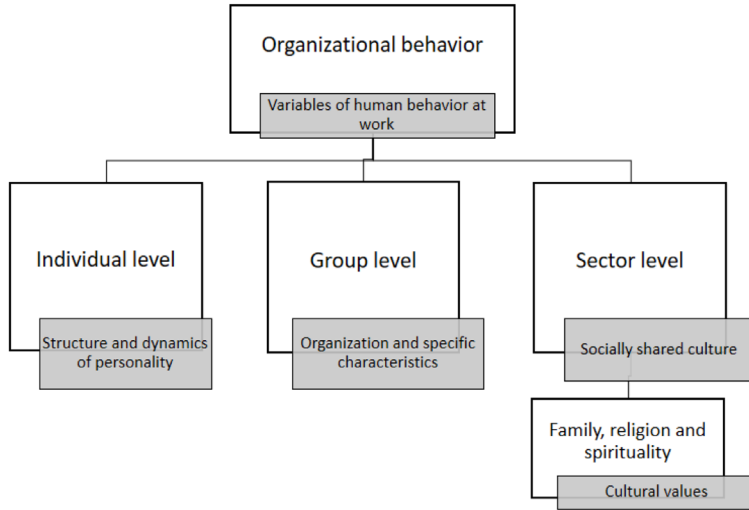 Organizational behavior
Variables of human behavior at
work
Individual level
Structure and dynamics
of personality
Group level
Organization and specific
characteristics
Sector level
Socially shared culture
Family, religion and
spirituality
Cultural values